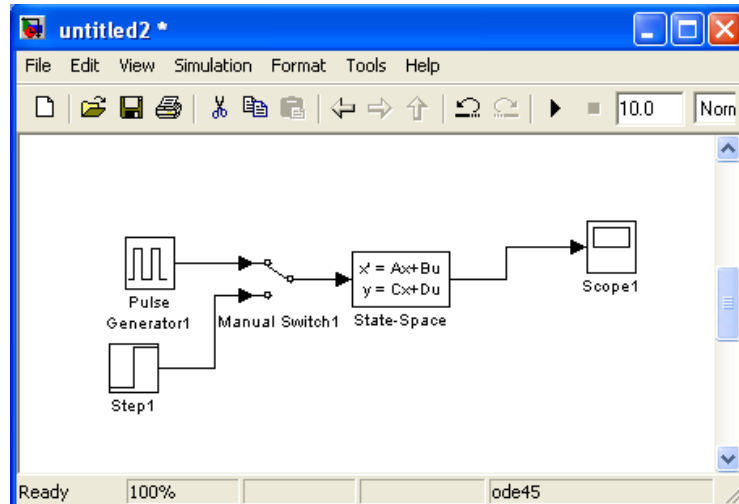 untitled2 *
File Edit View Simulation Format Tools Help
10.0 Nom
x' = Ax+Bu
y = Cx+Du
Pulse
Generator1
Manual Switch1
State-Space
Scope1
Step1
Ready 100% ode45